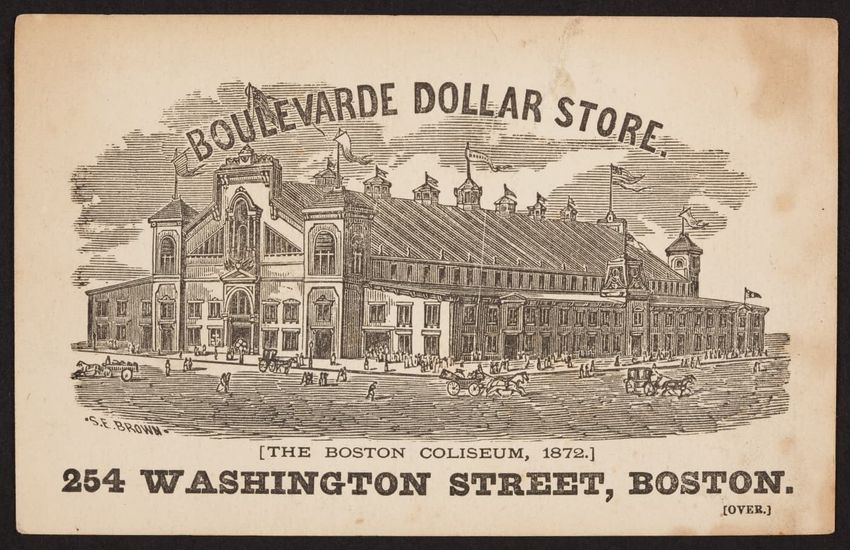 BOULEVARDE DOLLAR STORE.
·S.E. BROWN·
[THE BOSTON COLISEUM, 1872.]
254 WASHINGTON STREET, BOSTON.
[OVER.]